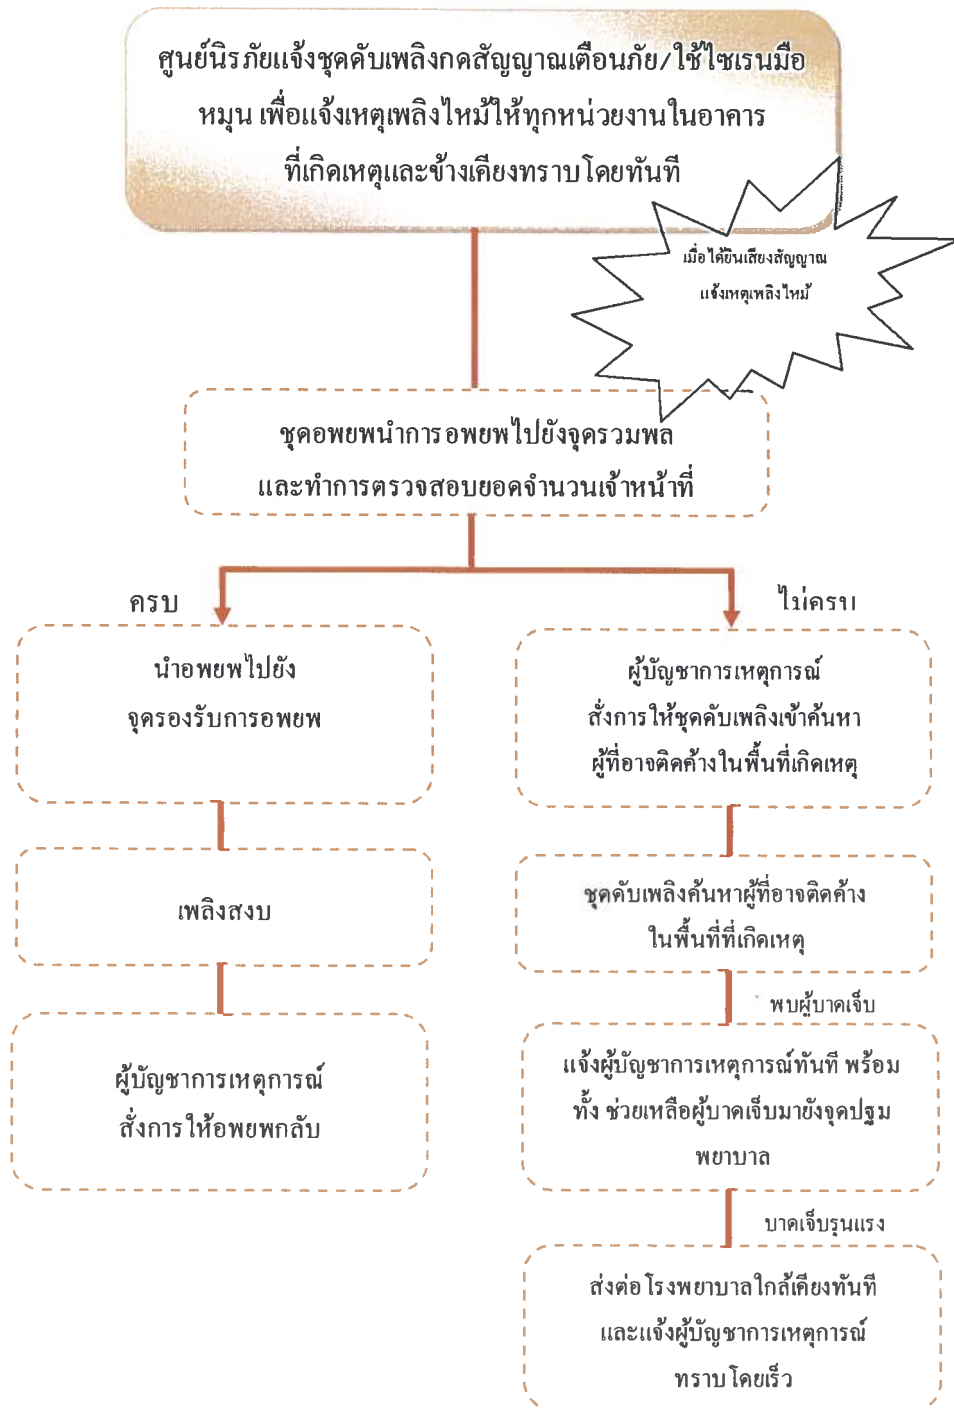 ศูนย์นิรภัยแจ้งชุดดับเพลิงกดสัญญาณเตือนภัย/ใช้ไซเรนมือ
หมุน เพื่อแจ้งเหตุเพลิงไหม้ให้ทุกหน่วยงานในอาคาร
ที่เกิดเหตุและข้างเคียงทราบโดยทันที
เมื่อได้ยินเสียงสัญญาณ
แจ้งเหตุเพลิงไหม้
ชุดอพยพนำการอพยพไปยังจุดรวมพล
และทำการตรวจสอบยอดจำนวนเจ้าหน้าที่
ครบ
นำอพยพไปยัง
จุดรองรับการอพยพ
เพลิงสงบ
ผู้บัญชาการเหตุการณ์
สั่งการให้อพยพกลับ
ไม่ครบ
ผู้บัญชาการเหตุการณ์
สั่งการให้ชุดดับเพลิงเข้าค้นหา
ผู้ที่อาจติดค้างในพื้นที่เกิดเหตุ
ชุดดับเพลิงค้นหาผู้ที่อาจติดค้าง
ในพื้นที่ที่เกิดเหตุ
พบผู้บาดเจ็บ
แจ้งผู้บัญชาการเหตุการณ์ทันที พร้อม
ทั้ง ช่วยเหลือผู้บาดเจ็บมายังจุดปฐม
พยาบาล
บาดเจ็บรุนแรง
ส่งต่อโรงพยาบาลใกล้เคียงทันที
และแจ้งผู้บัญชาการเหตุการณ์
ทราบโดยเร็ว